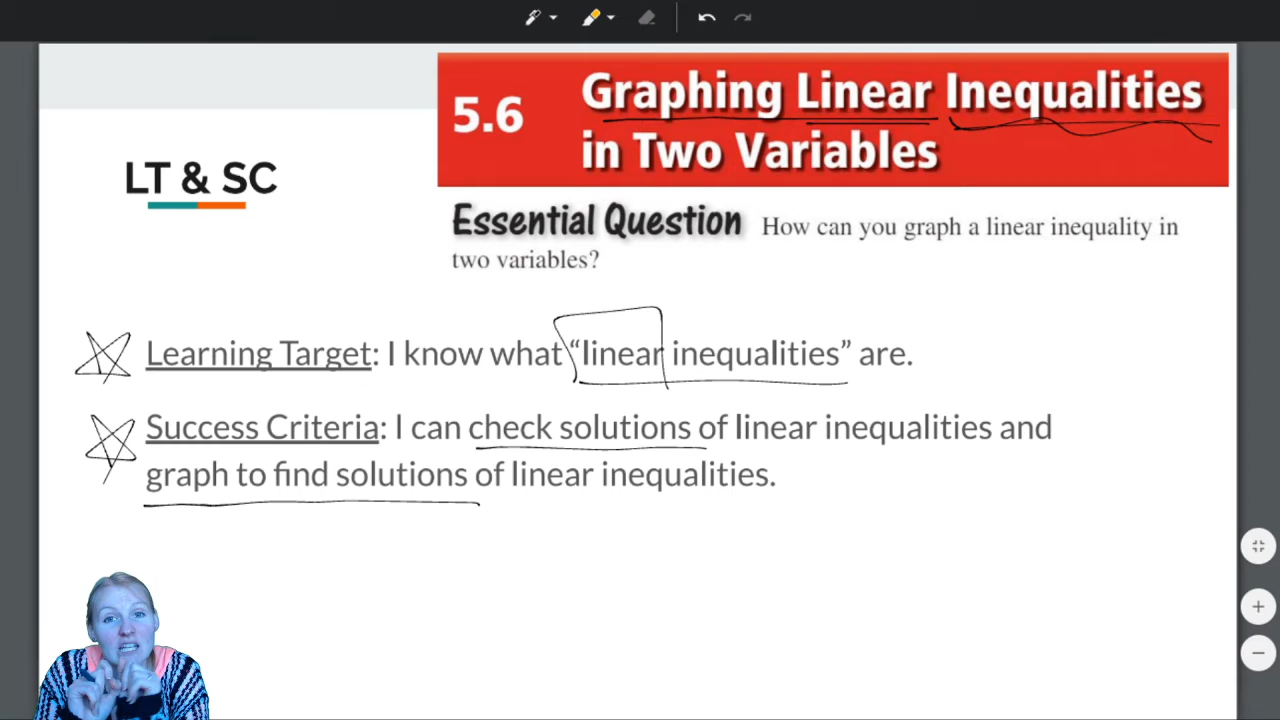 5.6
Graphing Linear Inequalities
in Two Variables
LT & SC
Essential Question How can you graph a linear inequality in
two variables?
Learning Target: I know what “linear inequalities” are.
Success Criteria: I can check solutions of linear inequalities and
graph to find solutions of linear inequalities.